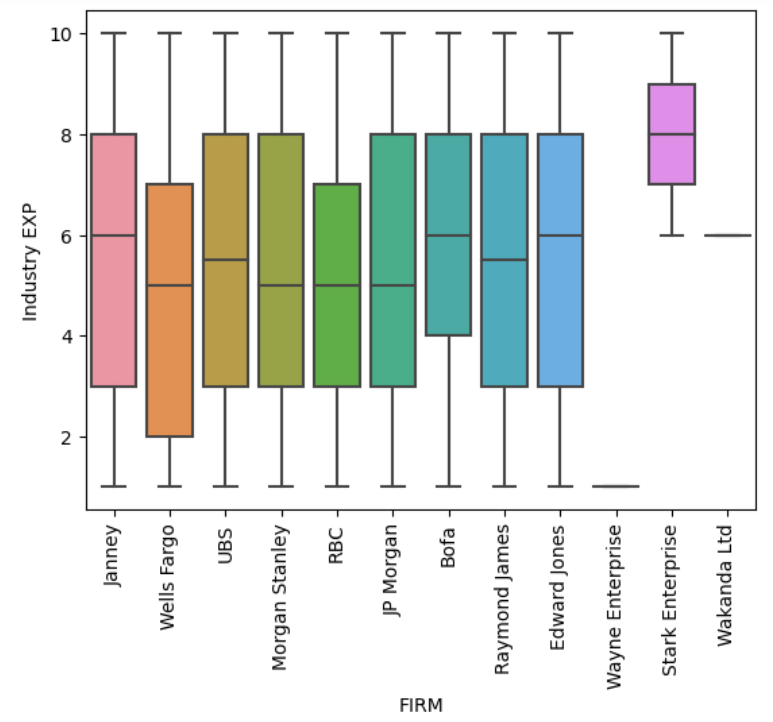 10
8
6
4
2
Industry EXP
Janney
Wells Fargo
UBS
Morgan Stanley
RBC
JP Morgan
Bofa
Raymond James
Edward Jones
Wayne Enterprise
Stark Enterprise
Wakanda Ltd
FIRM